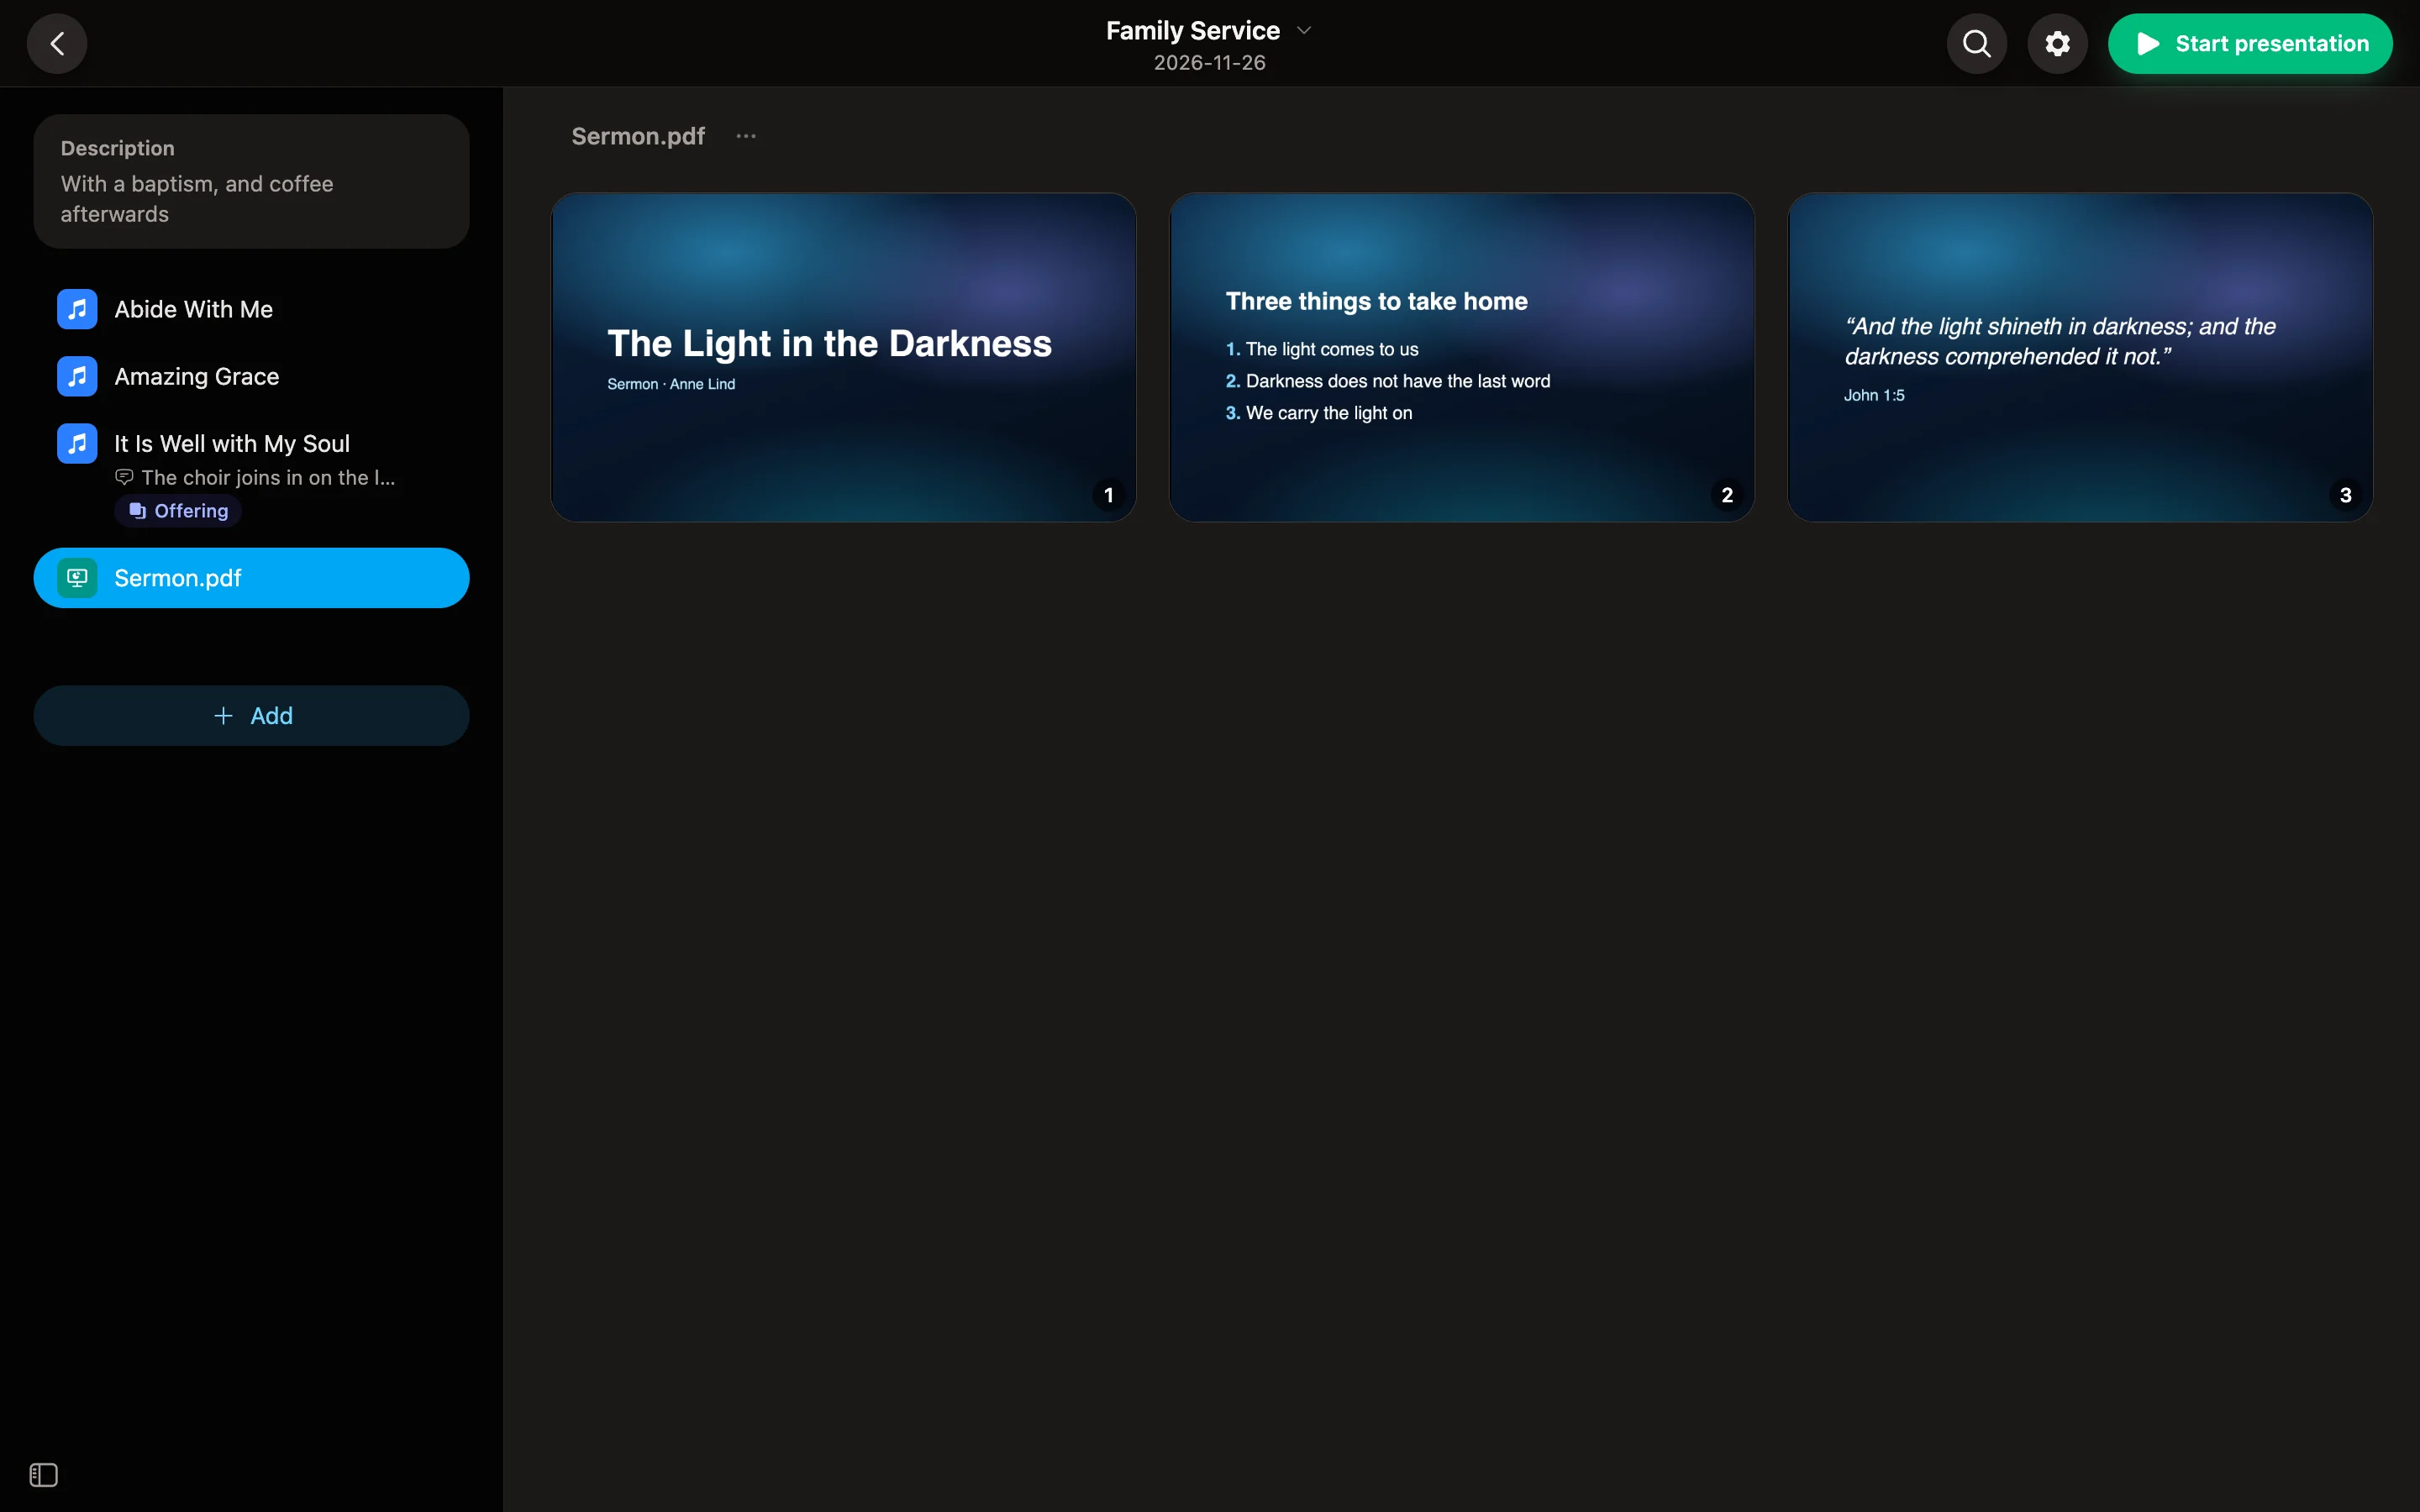 Family Service
2026-11-26
Start presentation
Description
With a baptism, and coffee
afterwards
Abide With Me
Amazing Grace
It Is Well with My Soul
The choir joins in on the l...
Offering
Sermon.pdf
Add
Sermon.pdf
The Light in the Darkness
Sermon · Anne Lind
1
Three things to take home
1. The light comes to us
2. Darkness does not have the last word
3. We carry the light on
2
“And the light shineth in darkness; and the
darkness comprehended it not.”
John 1:5
3